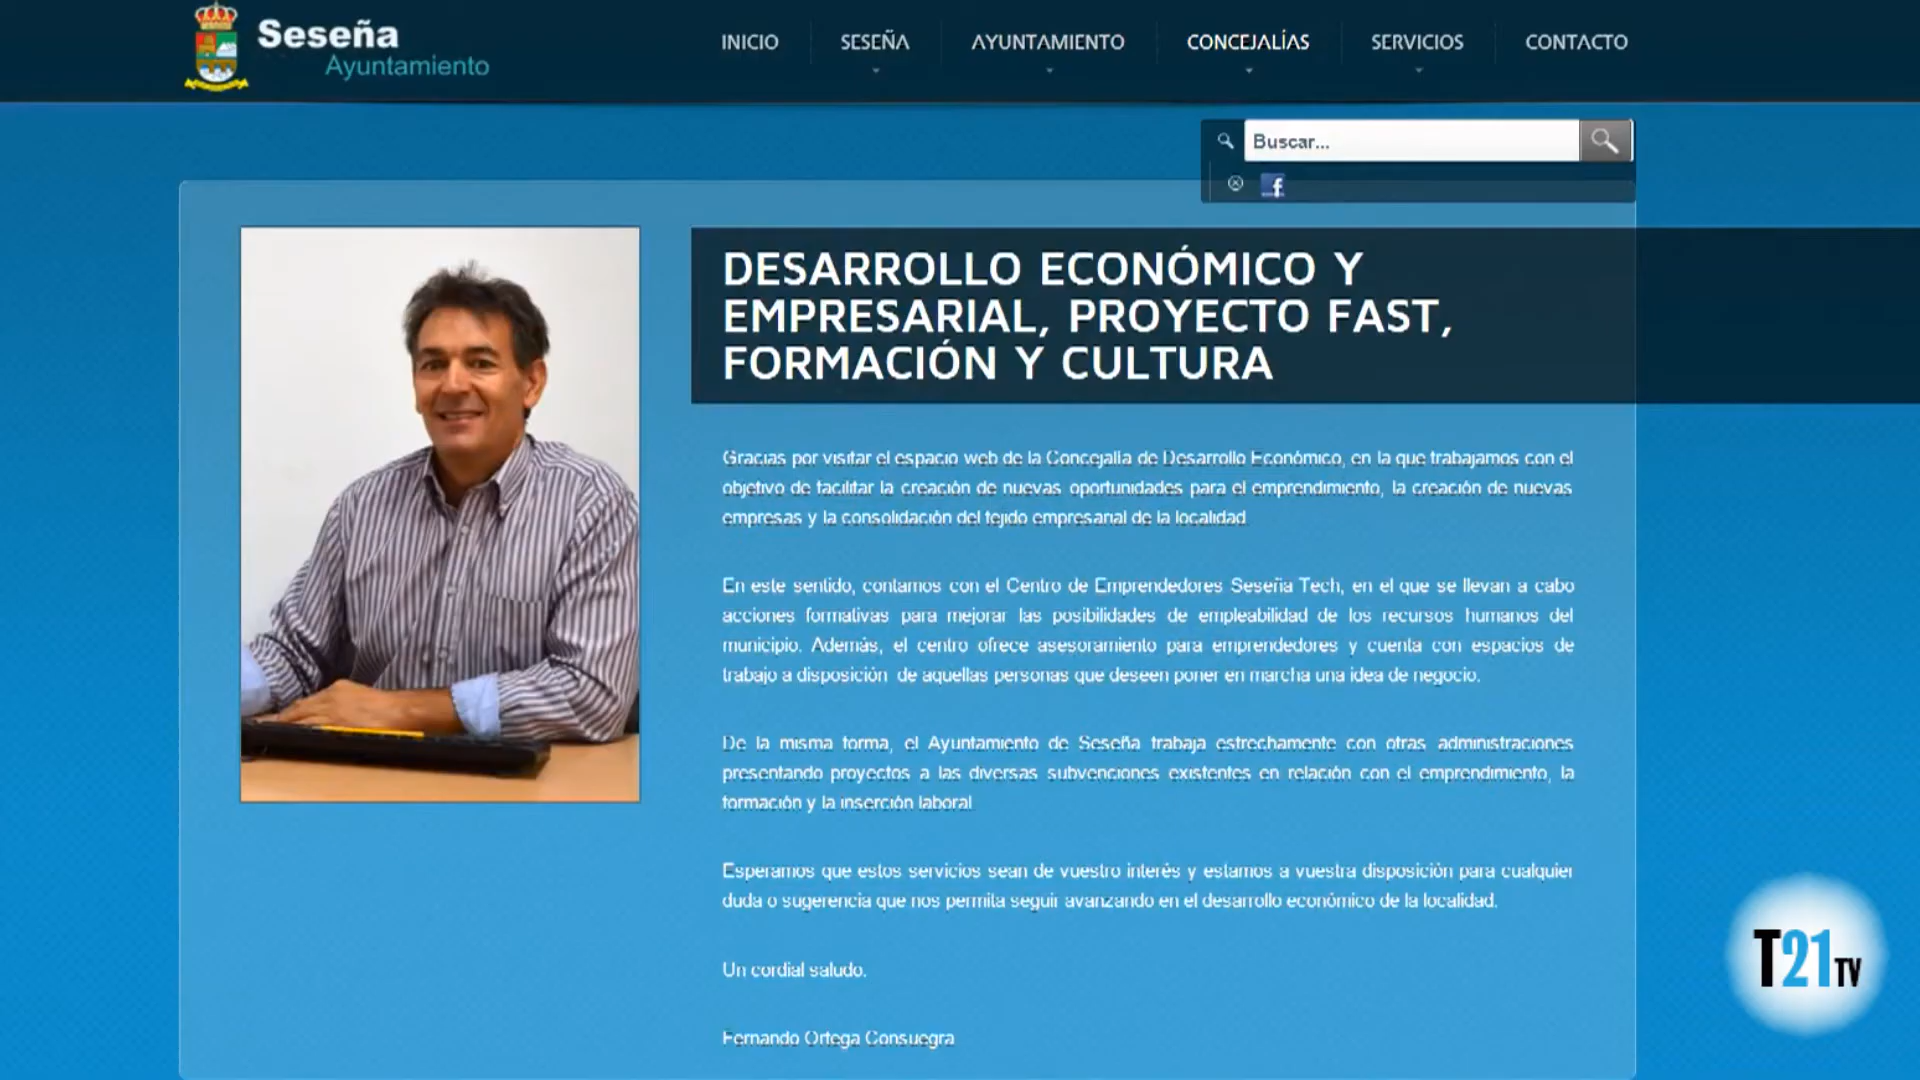 Seseña
Ayuntamiento
INICIO
SESEÑA
AYUNTAMIENTO
CONCEJALÍAS
SERVICIOS
CONTACTO
Buscar...
f
DESARROLLO ECONÓMICO Y
EMPRESARIAL, PROYECTO FAST,
FORMACIÓN Y CULTURA
Gracias por visitar el espacio web de la Concejalía de Desarrollo Económico, en la que trabajamos con el
objetivo de facilitar la creación de nuevas oportunidades para el emprendimiento, la creación de nuevas
empresas y la consolidación del tejido empresarial de la localidad.
En este sentido, contamos con el Centro de Emprendedores Seseña Tech, en el que se llevan a cabo
acciones formativas para mejorar las posibilidades de empleabilidad de los recursos humanos del
municipio. Además, el centro ofrece asesoramiento para emprendedores y cuenta con espacios de
trabajo a disposición de aquellas personas que deseen poner en marcha una idea de negocio.
De la misma forma, el Ayuntamiento de Seseña trabaja estrechamente con otras administraciones
presentando proyectos a las diversas subvenciones existentes en relación con el emprendimiento, la
formación y la inserción laboral
Esperamos que estos servicios sean de vuestro interés y estamos a vuestra disposición para cualquier
duda o sugerencia que nos permita seguir avanzando en el desarrollo económico de la localidad.
Un cordial saludo.
Fernando Ortega Consuegra
T21TV